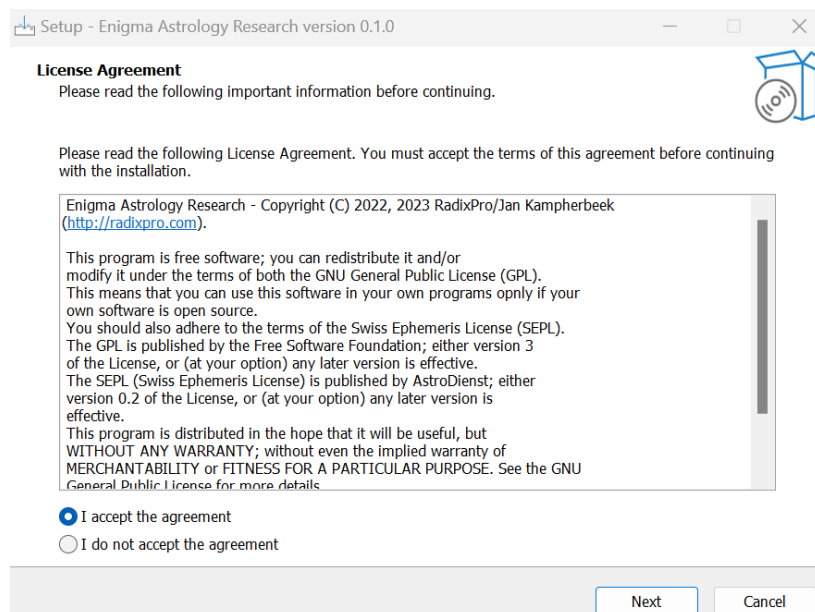 Setup - Enigma Astrology Research version 0.1.0
License Agreement
Please read the following important information before continuing.
Please read the following License Agreement. You must accept the terms of this agreement before continuing
with the installation.
Enigma Astrology Research - Copyright (C) 2022, 2023 RadixPro/Jan Kampherbeek
(http://radixpro.com).
This program is free software; you can redistribute it and/or
modify it under the terms of both the GNU General Public License (GPL).
This means that you can use this software in your own programs opnly if your
own software is open source.
You should also adhere to the terms of the Swiss Ephemeris License (SEPL).
The GPL is published by the Free Software Foundation; either version 3
of the License, or (at your option) any later version is effective.
The SEPL (Swiss Ephemeris License) is published by AstroDienst; either
version 0.2 of the License, or (at your option) any later version is
effective.
This program is distributed in the hope that it will be useful, but
WITHOUT ANY WARRANTY; without even the implied warranty of
MERCHANTABILITY or FITNESS FOR A PARTICULAR PURPOSE. See the GNU
General Public License for more details
I accept the agreement
I do not accept the agreement
Next
Cancel